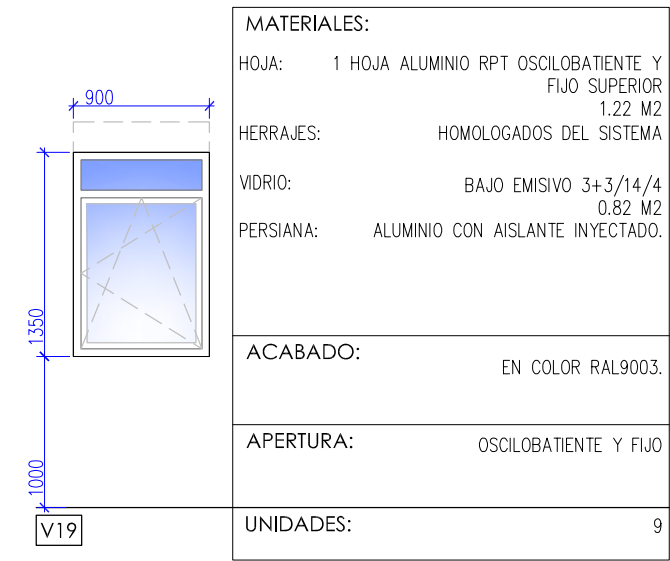 900
1350
1000
V19
MATERIALES:
HOJA: 1 HOJA ALUMINIO RPT OSCILOBATIENTE Y
FIJO SUPERIOR
1.22 M2
HERRAJES: HOMOLOGADOS DEL SISTEMA
VIDRIO: BAJO EMISIVO 3+3/14/4
0.82 M2
PERSIANA: ALUMINIO CON AISLANTE INYECTADO.
ACABADO:
EN COLOR RAL9003.
APERTURA: OSCILOBATIENTE Y FIJO
UNIDADES: 9